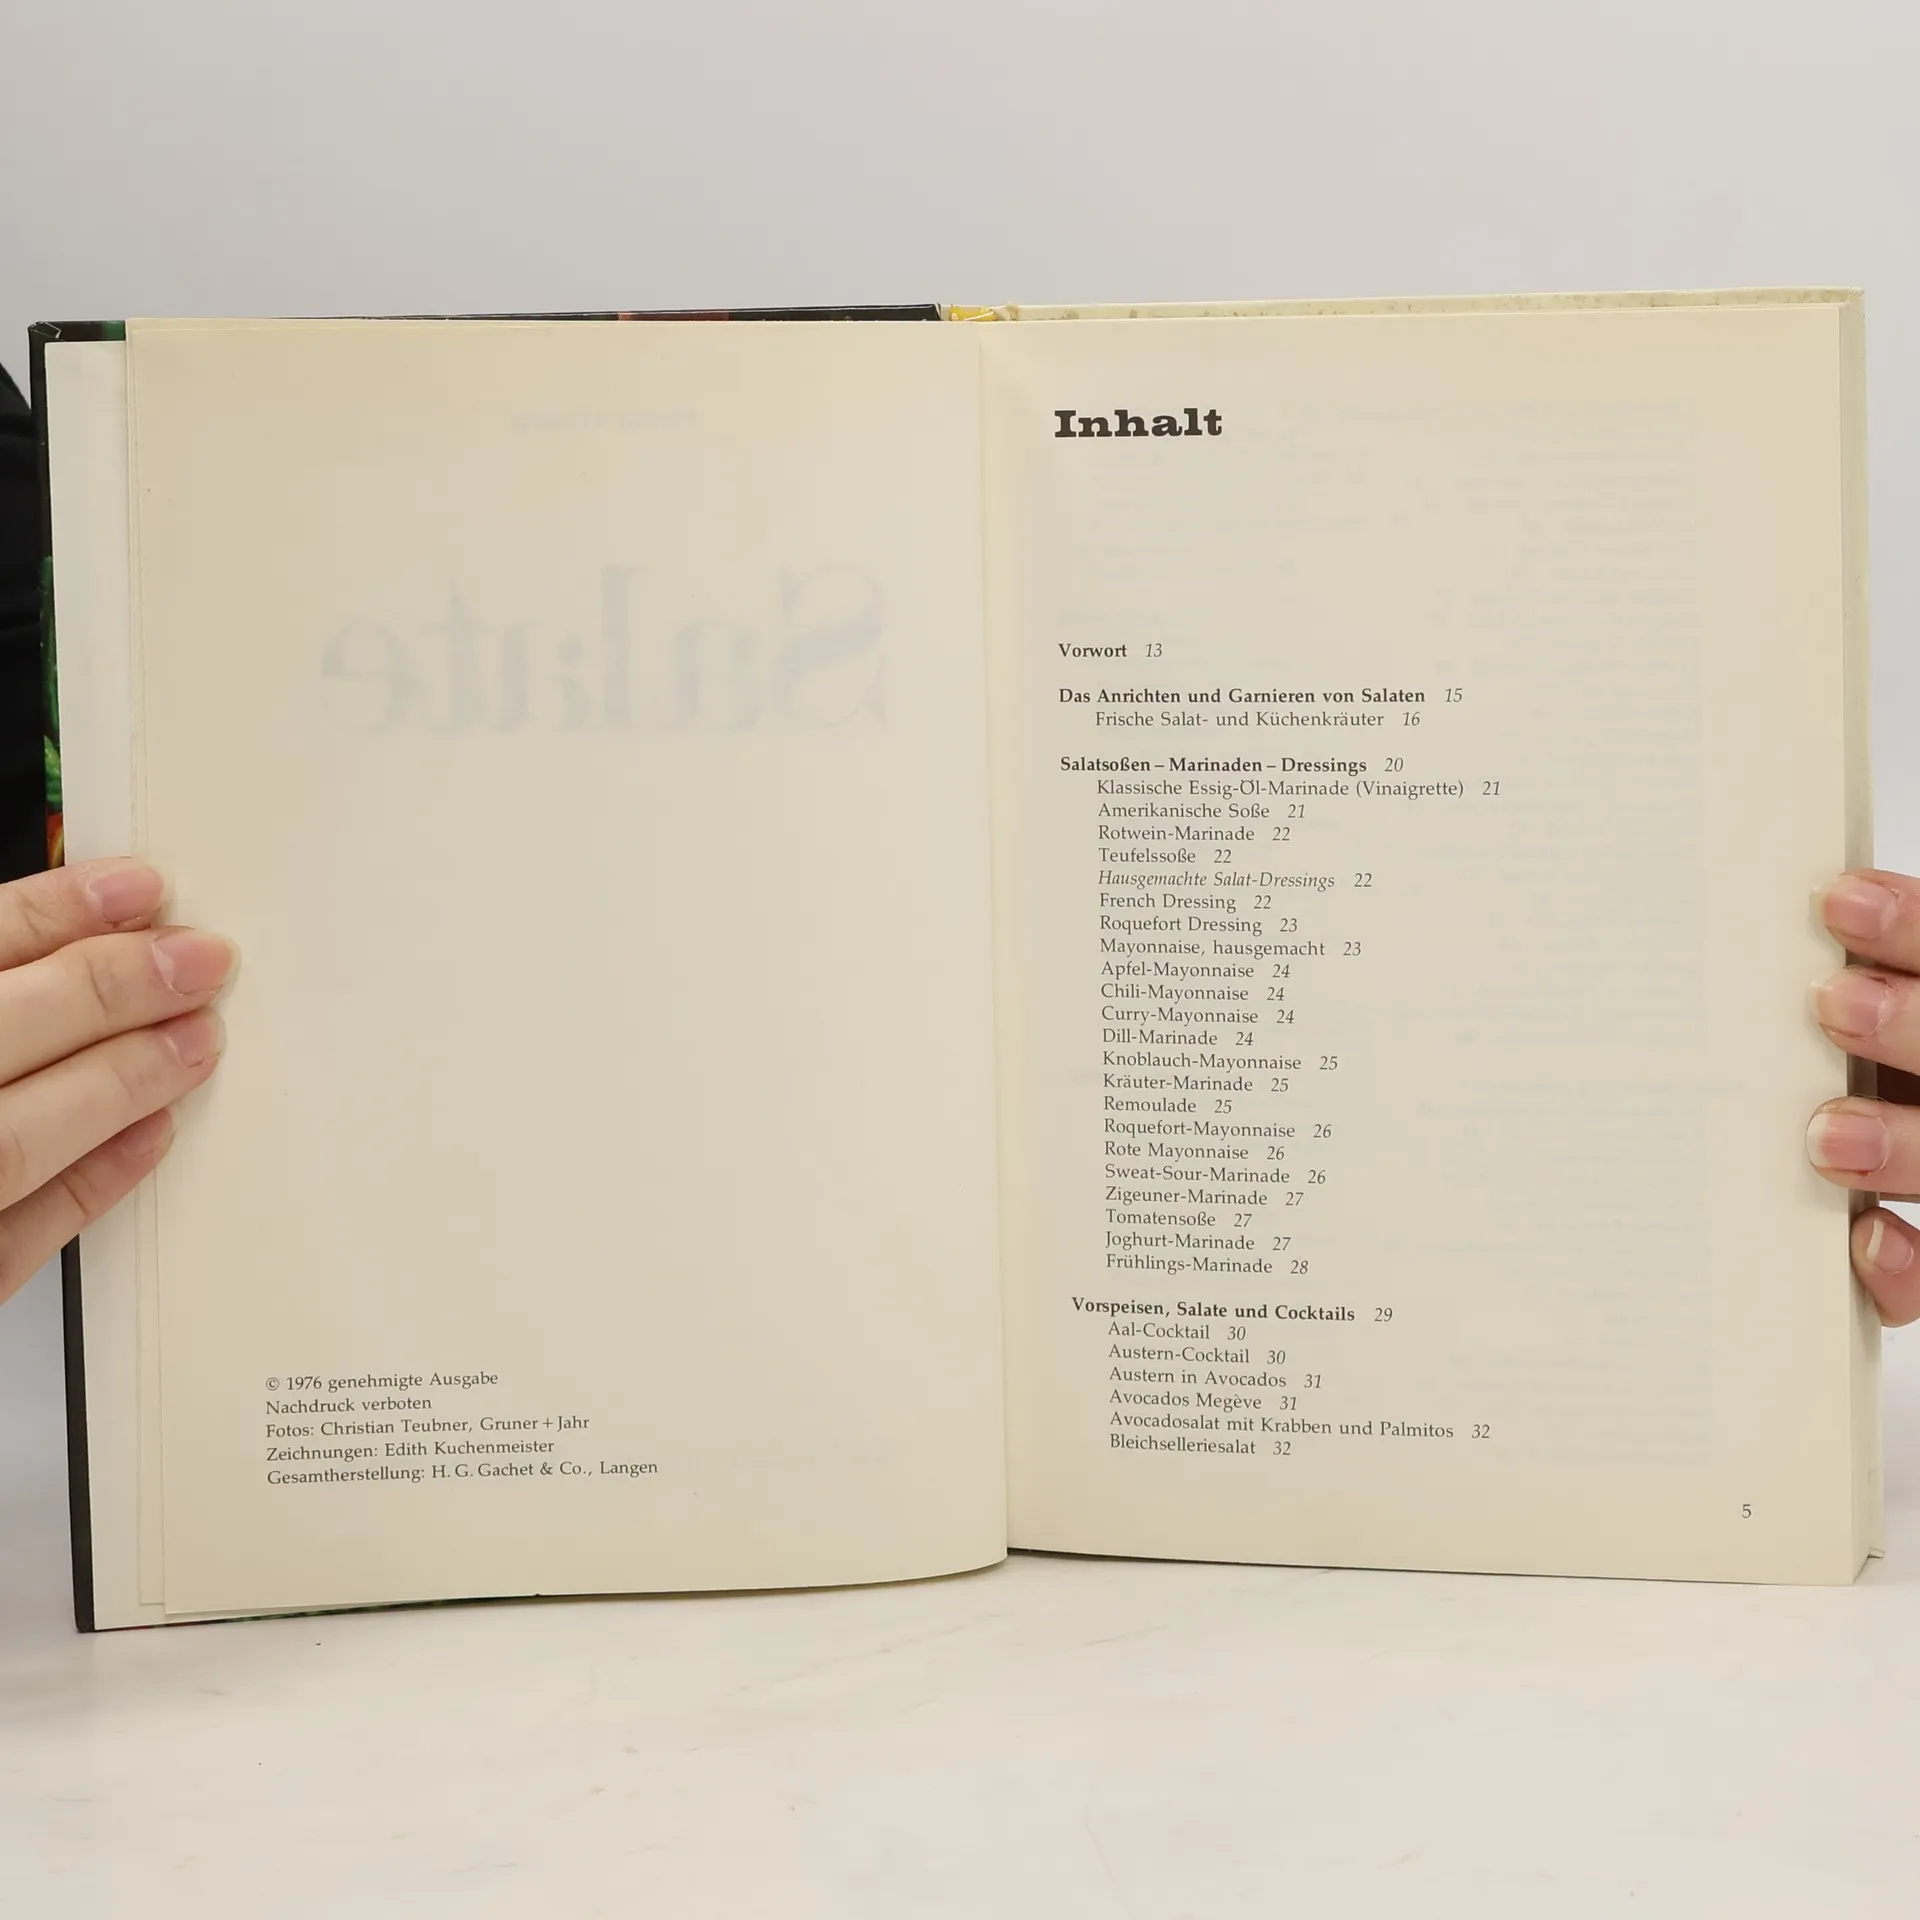 Salate
© 1976 genehmigte Ausgabe
Nachdruck verboten
Fotos: Christian Teubner, Gruner + Jahr
Zeichnungen: Edith Kuchenmeister
Gesamtherstellung: H. G. Gachet & Co., Langen
Inhalt
Vorwort 13
Das Anrichten und Garnieren von Salaten 15
Frische Salat- und Küchenkräuter 16
Salatsoßen – Marinaden – Dressings 20
Klassische Essig-Öl-Marinade (Vinaigrette) 21
Amerikanische Soße 21
Rotwein-Marinade 22
Teufelssoße 22
Hausgemachte Salat-Dressings 22
French Dressing 22
Roquefort Dressing 23
Mayonnaise, hausgemacht 23
Apfel-Mayonnaise 24
Chili-Mayonnaise 24
Curry-Mayonnaise 24
Dill-Marinade 24
Knoblauch-Mayonnaise 25
Kräuter-Marinade 25
Remoulade 25
Roquefort-Mayonnaise 26
Rote Mayonnaise 26
Sweat-Sour-Marinade 26
Zigeuner-Marinade 27
Tomatensoße 27
Joghurt-Marinade 27
Frühlings-Marinade 28
Vorspeisen, Salate und Cocktails 29
Aal-Cocktail 30
Austern-Cocktail 30
Austern in Avocados 31
Avocados Megève 31
Avocadosalat mit Krabben und Palmitos 32
Bleichselleriesalat 32
5